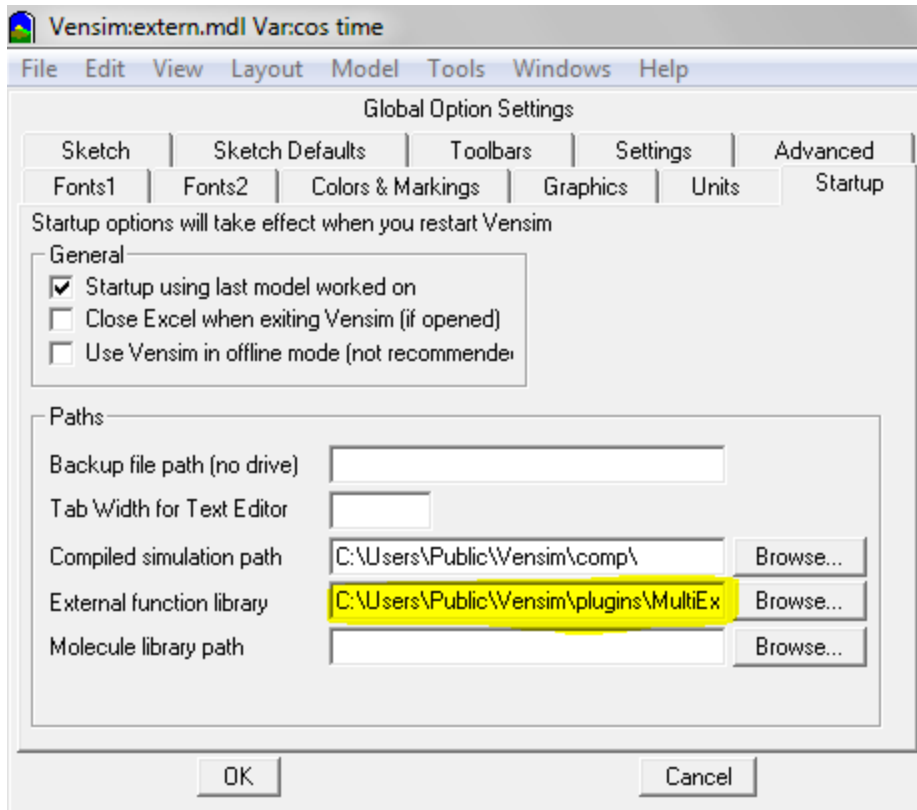 Vensim:extern.mdl Var:cos time
File Edit View Layout Model Tools Windows Help
Global Option Settings
Sketch Sketch Defaults Toolbars Settings Advanced
Fonts1 Fonts2 Colors & Markings Graphics Units Startup
Startup options will take effect when you restart Vensim
General
Startup using last model worked on
Close Excel when exiting Vensim (if opened)
Use Vensim in offline mode (not
Paths
Backup file path (no drive)
Tab Width for Text Editor
Compiled simulation path C:\Users\Public\Vensim\comp\ Browse...
External function library C:\Users\Public\Vensim\plugins\MultiEx Browse...
Molecule library path Browse...
OK Cancel